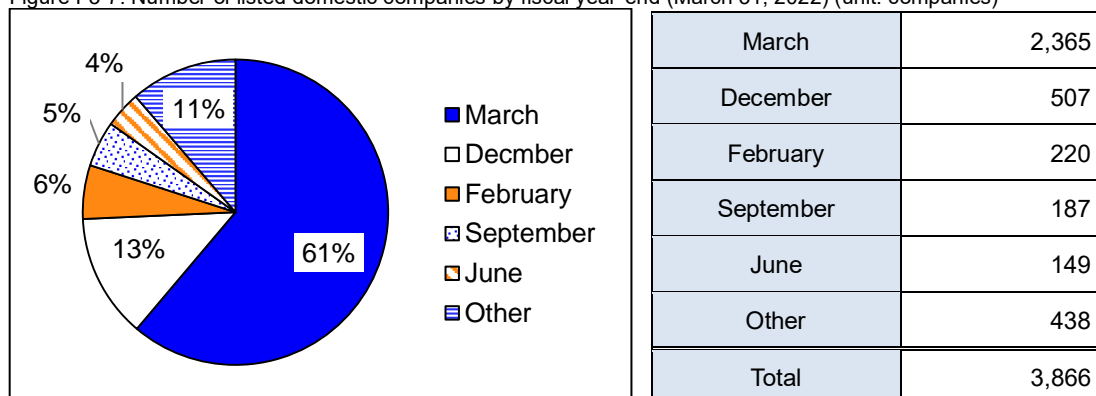 Figure I-3-7: Number of listed domestic companies by fiscal year-end (March 31, 2022) (unit: companies)
4%
11%
5%
6%
13%
61%
March
Decmber
February
September
June
Other
March 2,365
December 507
February 220
September 187
June 149
Other 438
Total 3,866